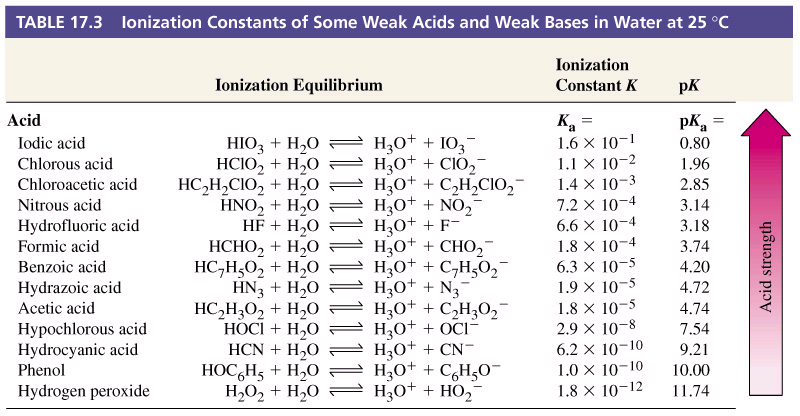 TABLE 17.3 Ionization Constants of Some Weak Acids and Weak Bases in Water at 25 °C
Ionization
Ionization Equilibrium Constant K pK
Acid Kₐ = pKₐ =
Iodic acid HIO₃ + H₂O ⇌ H₃O⁺ + IO₃⁻ 1.6 × 10⁻¹ 0.80
Chlorous acid HClO₂ + H₂O ⇌ H₃O⁺ + ClO₂⁻ 1.1 × 10⁻² 1.96
Chloroacetic acid HC₂H₂ClO₂ + H₂O ⇌ H₃O⁺ + C₂H₂ClO₂⁻ 1.4 × 10⁻³ 2.85
Nitrous acid HNO₂ + H₂O ⇌ H₃O⁺ + NO₂⁻ 7.2 × 10⁻⁴ 3.14
Hydrofluoric acid HF + H₂O ⇌ H₃O⁺ + F⁻ 6.6 × 10⁻⁴ 3.18
Formic acid HCHO₂ + H₂O ⇌ H₃O⁺ + CHO₂⁻ 1.8 × 10⁻⁴ 3.74
Benzoic acid HC₇H₅O₂ + H₂O ⇌ H₃O⁺ + C₇H₅O₂⁻ 6.3 × 10⁻⁵ 4.20
Hydrazoic acid HN₃ + H₂O ⇌ H₃O⁺ + N₃⁻ 1.9 × 10⁻⁵ 4.72
Acetic acid HC₂H₃O₂ + H₂O ⇌ H₃O⁺ + C₂H₃O₂⁻ 1.8 × 10⁻⁵ 4.74
Hypochlorous acid HOCl + H₂O ⇌ H₃O⁺ + OCl⁻ 2.9 × 10⁻⁸ 7.54
Hydrocyanic acid HCN + H₂O ⇌ H₃O⁺ + CN⁻ 6.2 × 10⁻¹⁰ 9.21
Phenol HOC₆H₅ + H₂O ⇌ H₃O⁺ + C₆H₅O⁻ 1.0 × 10⁻¹⁰ 10.00
Hydrogen peroxide H₂O₂ + H₂O ⇌ H₃O⁺ + HO₂⁻ 1.8 × 10⁻¹² 11.74
Acid strength